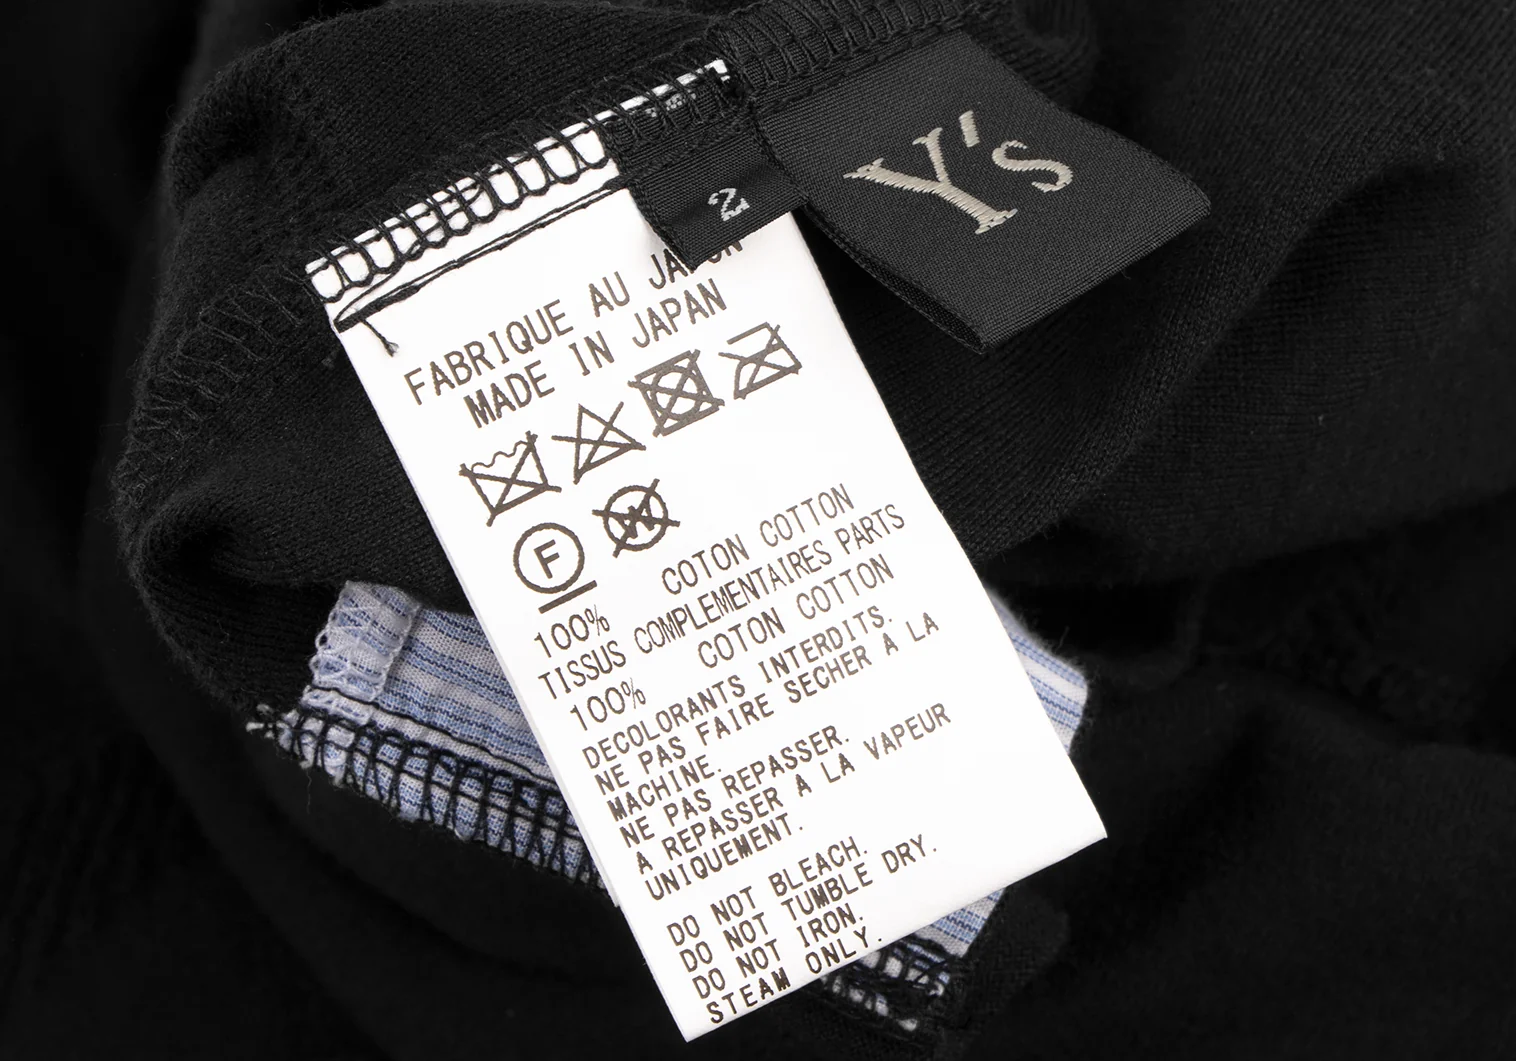 Y's
2
FABRIQUE AU JAPON
MADE IN JAPAN
F
W
100% COTON COTTON
TISSUS COMPLEMENTAIRES PARTS
100% COTON COTTON
DECOLORANTS INTERDITS.
NE PAS FAIRE SECHER A LA
MACHINE.
NE PAS REPASSER.
A REPASSER A LA VAPEUR
UNIQUEMENT.
DO NOT BLEACH.
DO NOT TUMBLE DRY.
DO NOT IRON.
STEAM ONLY.